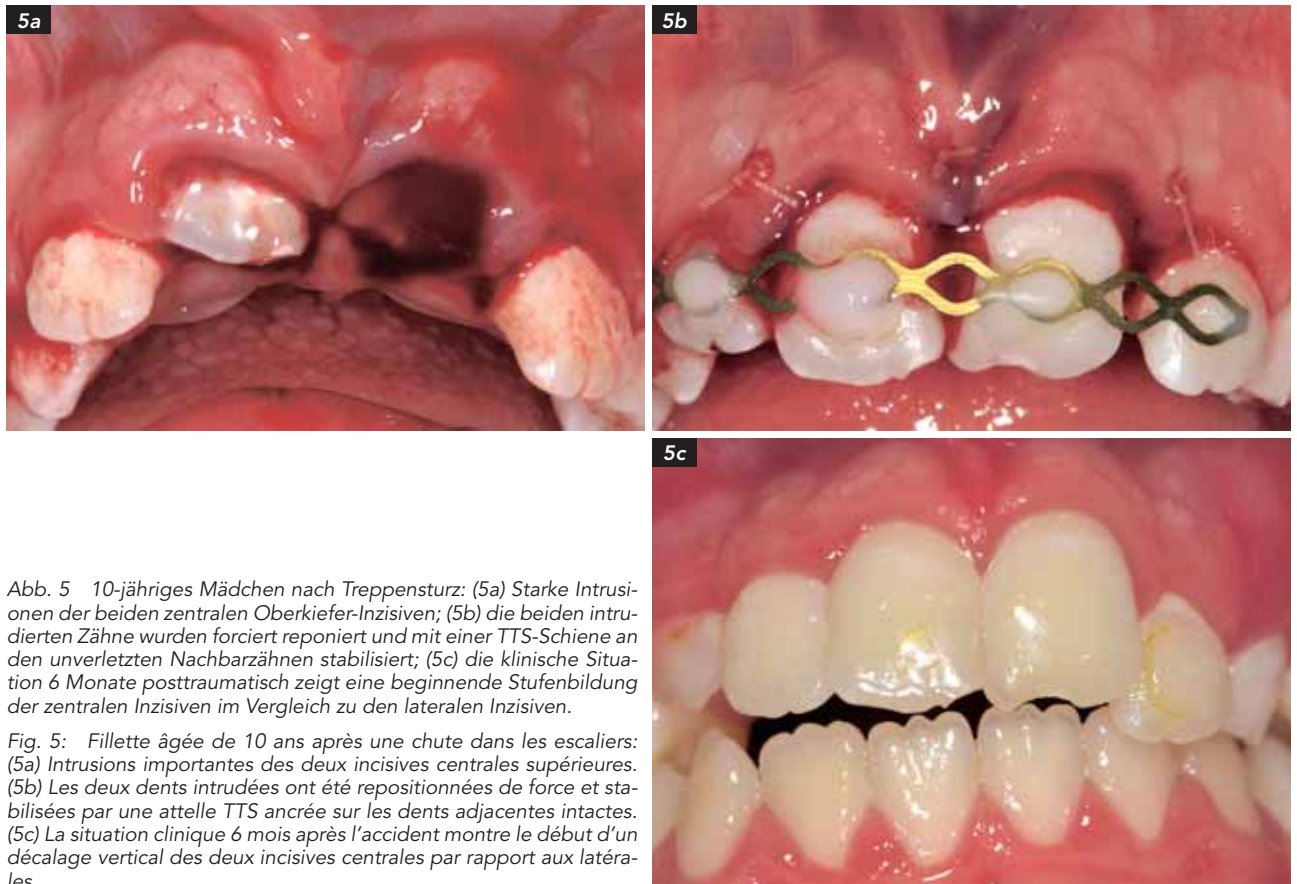 5a
5b
5c
Abb. 5 10-jähriges Mädchen nach Treppensturz: (5a) Starke Intrusi-
onen der beiden zentralen Oberkiefer-Inzisiven; (5b) die beiden intru-
dierten Zähne wurden forciert reponiert und mit einer TTS-Schiene an
den unverletzten Nachbarzähnen stabilisiert; (5c) die klinische Situa-
tion 6 Monate posttraumatisch zeigt eine beginnende Stufenbildung
der zentralen Inzisiven im Vergleich zu den lateralen Inzisiven.
Fig. 5: Fillette âgée de 10 ans après une chute dans les escaliers:
(5a) Intrusions importantes des deux incisives centrales supérieures.
(5b) Les deux dents intrudées ont été repositionnées de force et sta-
bilisées par une attelle TTS ancrée sur les dents adjacentes intactes.
(5c) La situation clinique 6 mois après l'accident montre le début d'un
décalage vertical des deux incisives centrales par rapport aux latéra-
les